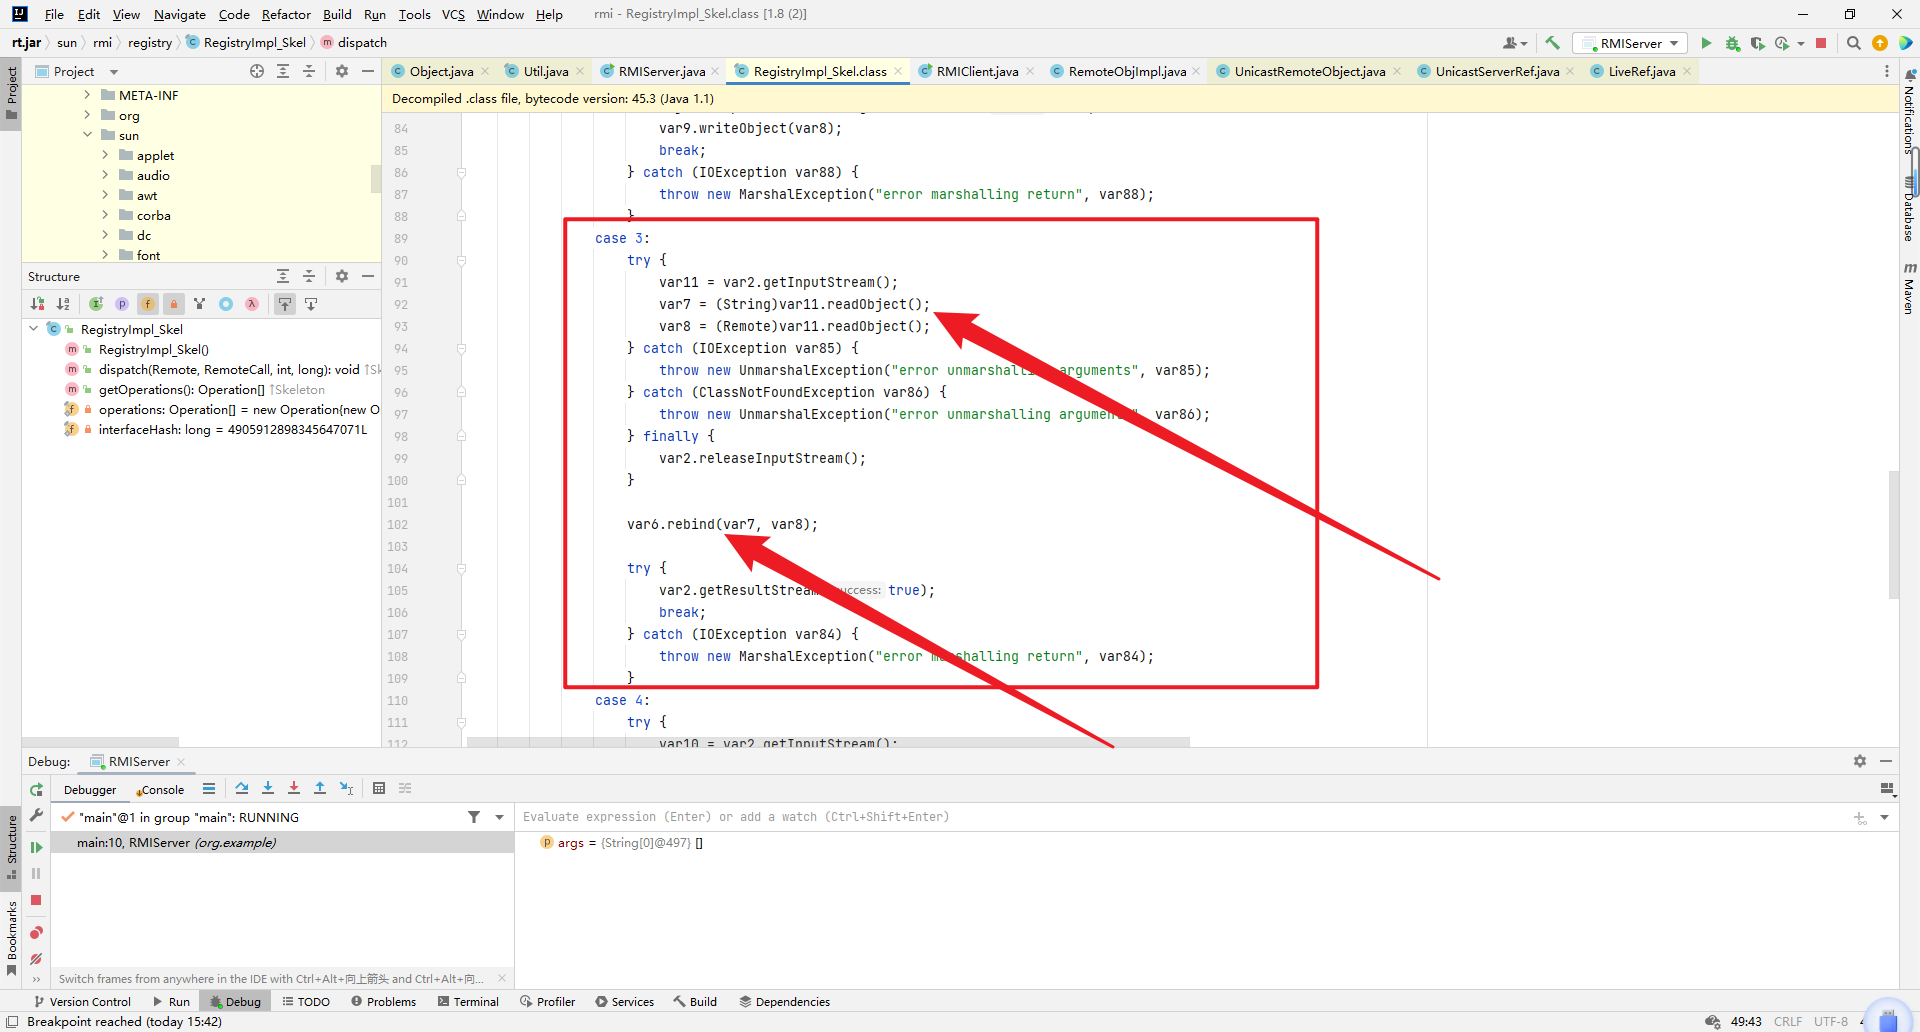 File Edit View Navigate Code Refactor Build Run Tools VCS Window Help rmi - RegistryImpl_Skel.class [1.8 (2)]
rt.jar sun rmi registry RegistryImpl_Skel dispatch RMIServer
Project Object.java Util.java RMIServer.java RegistryImpl_Skel.class RMIClient.java RemoteObjImpl.java UnicastRemoteObject.java UnicastServerRef.java LiveRef.java
Decompiled .class file, bytecode version: 45.3 (Java 1.1)
Project
META-INF
org
sun
applet
audio
awt
corba
dc
font
Structure
RegistryImpl_Skel
RegistryImpl_Skel()
dispatch(Remote, RemoteCall, int, long): void ↑Sk
getOperations(): Operation[] ↑Skeleton
operations: Operation[] = new Operation{new O
interfaceHash: long = 4905912898345647071L
84 var9.writeObject(var8);
85 break;
86 } catch (IOException var88) {
87 throw new MarshalException("error marshalling return", var88);
88 }
89 case 3:
90 try {
91 var11 = var2.getInputStream();
92 var7 = (String)var11.readObject();
93 var8 = (Remote)var11.readObject();
94 } catch (IOException var85) {
95 throw new UnmarshalException("error unmarshalling arguments", var85);
96 } catch (ClassNotFoundException var86) {
97 throw new UnmarshalException("error unmarshalling arguments", var86);
98 } finally {
99 var2.releaseInputStream();
100 }
101
102 var6.rebind(var7, var8);
103
104 try {
105 var2.getResultStream( success: true);
106 break;
107 } catch (IOException var84) {
108 throw new MarshalException("error marshalling return", var84);
109 }
110 case 4:
111 try {
112 var10 = var2.getInputStream();
Notifications
Database
Maven
Debug: RMIServer
Debugger Console
"main"@1 in group "main": RUNNING
Evaluate expression (Enter) or add a watch (Ctrl+Shift+Enter)
main:10, RMIServer (org.example)
args = {String[0]@497} []
Structure
Bookmarks
Switch frames from anywhere in the IDE with Ctrl+Alt+向上箭头 and Ctrl+Alt+向...
Version Control Run Debug TODO Problems Terminal Profiler Services Build Dependencies
Breakpoint reached (today 15:42) 49:43 CRLF UTF-8 4